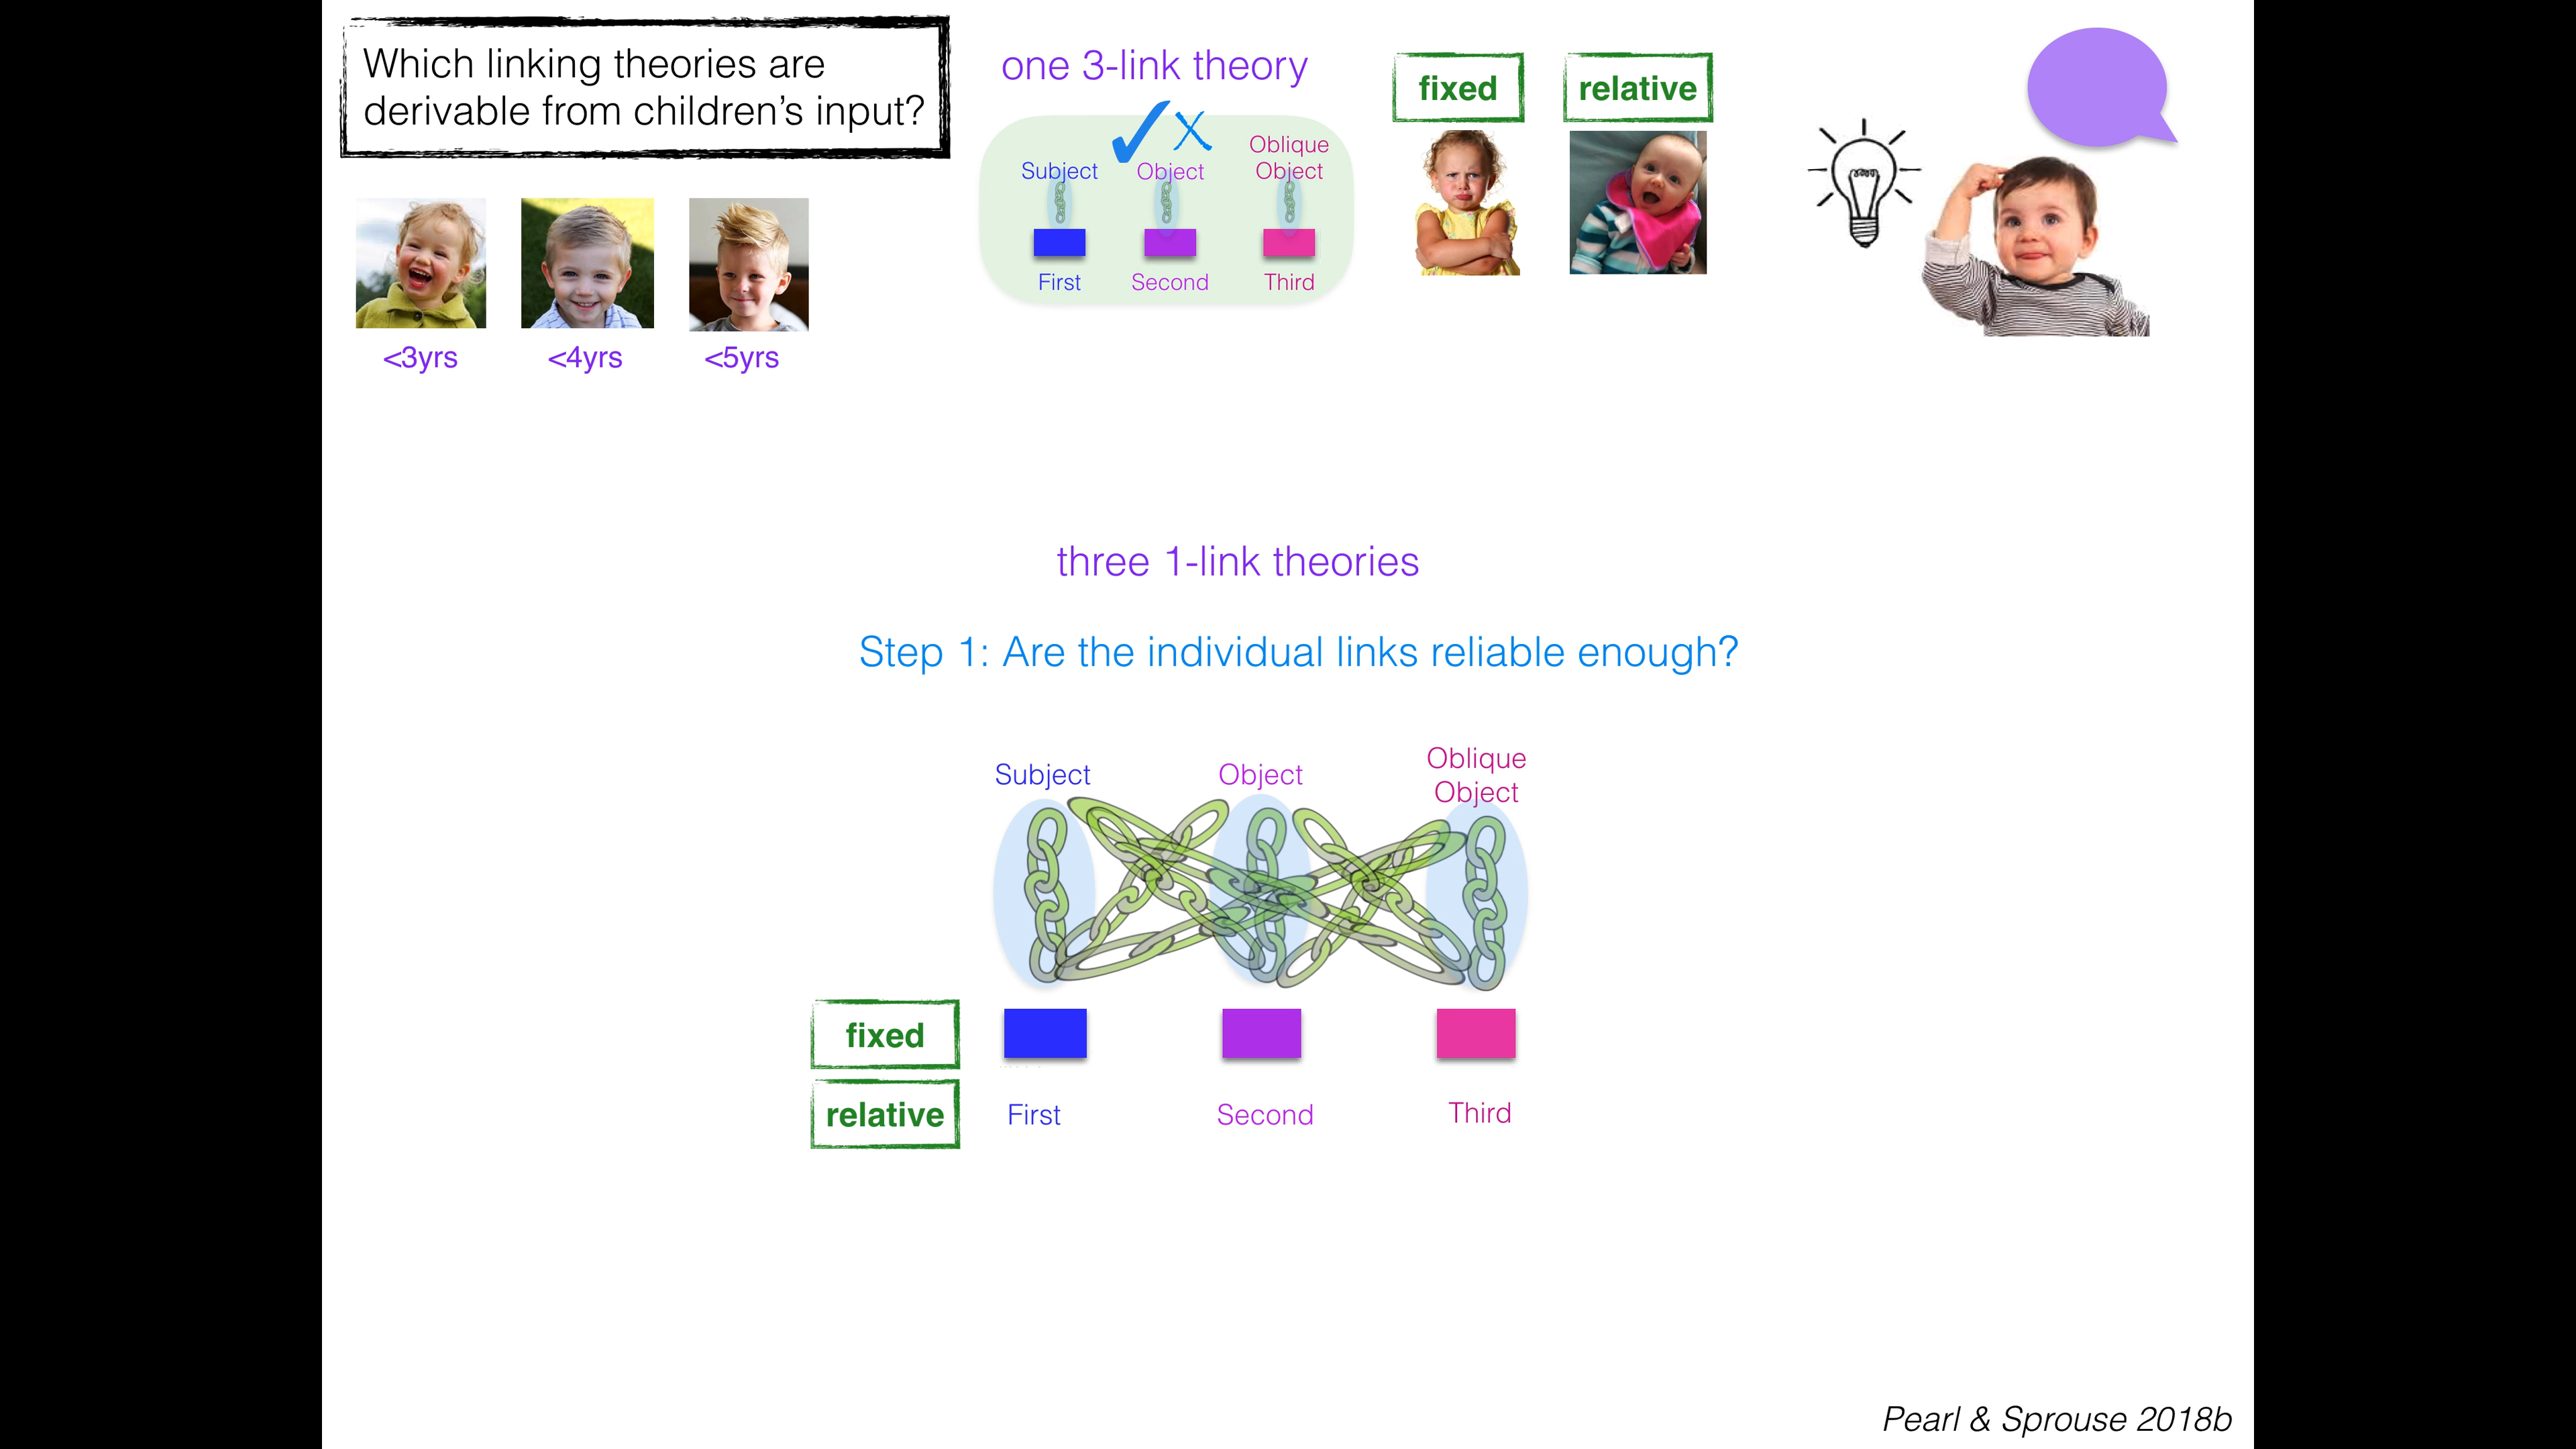 Which linking theories are
derivable from children's input?
<3yrs
<4yrs
<5yrs
one 3-link theory
Subject
Object
Oblique
Object
First
Second
Third
fixed
relative
three 1-link theories
Step 1: Are the individual links reliable enough?
Subject
Object
Oblique
Object
fixed
relative
First
Second
Third
Pearl & Sprouse 2018b